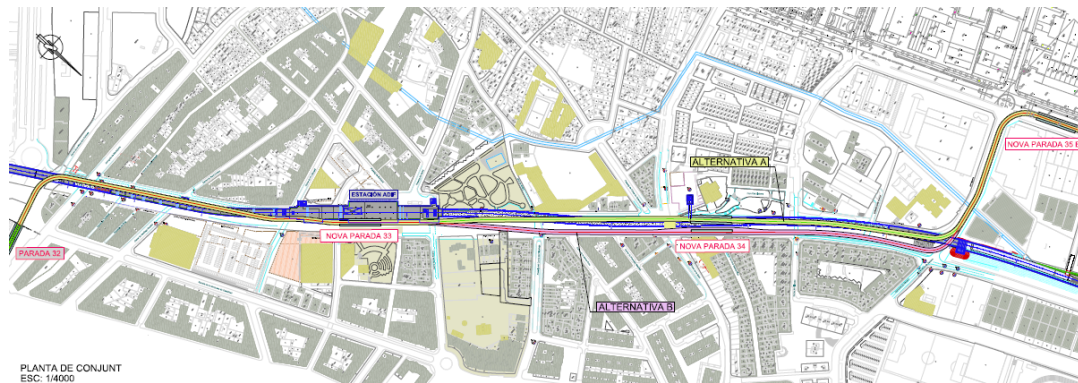 ALTERNATIVA A
NOVA PARADA 35 B
ESTACIÓN ADIF
NOVA PARADA 33
NOVA PARADA 34
PARADA 32
ALTERNATIVA B
PLANTA DE CONJUNT
ESC: 1/4000